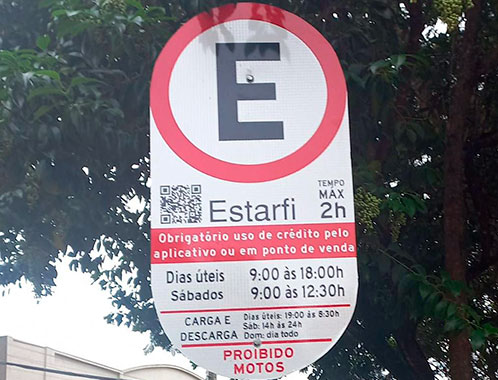 E
Estarfi
TEMPO
MÁX
2h
Obrigatório uso de crédito pelo
aplicativo ou em ponto de venda
Dias úteis 9:00 às 18:00h
Sábados 9:00 às 12:30h
CARGA E
DESCARGA
Dias úteis: 19:00 às 8:30h
Sáb: 14h às 24h
Dom: dia todo
PROIBIDO
MOTOS